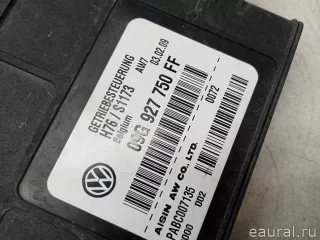 GETRIEBESTEUERUNG
H76 / S1173
Belgium
AW7 03.02.09
09G 927 750 FF
0072
AISIN AW CO. LTD.
PABC007135
000 002
eaural.ru